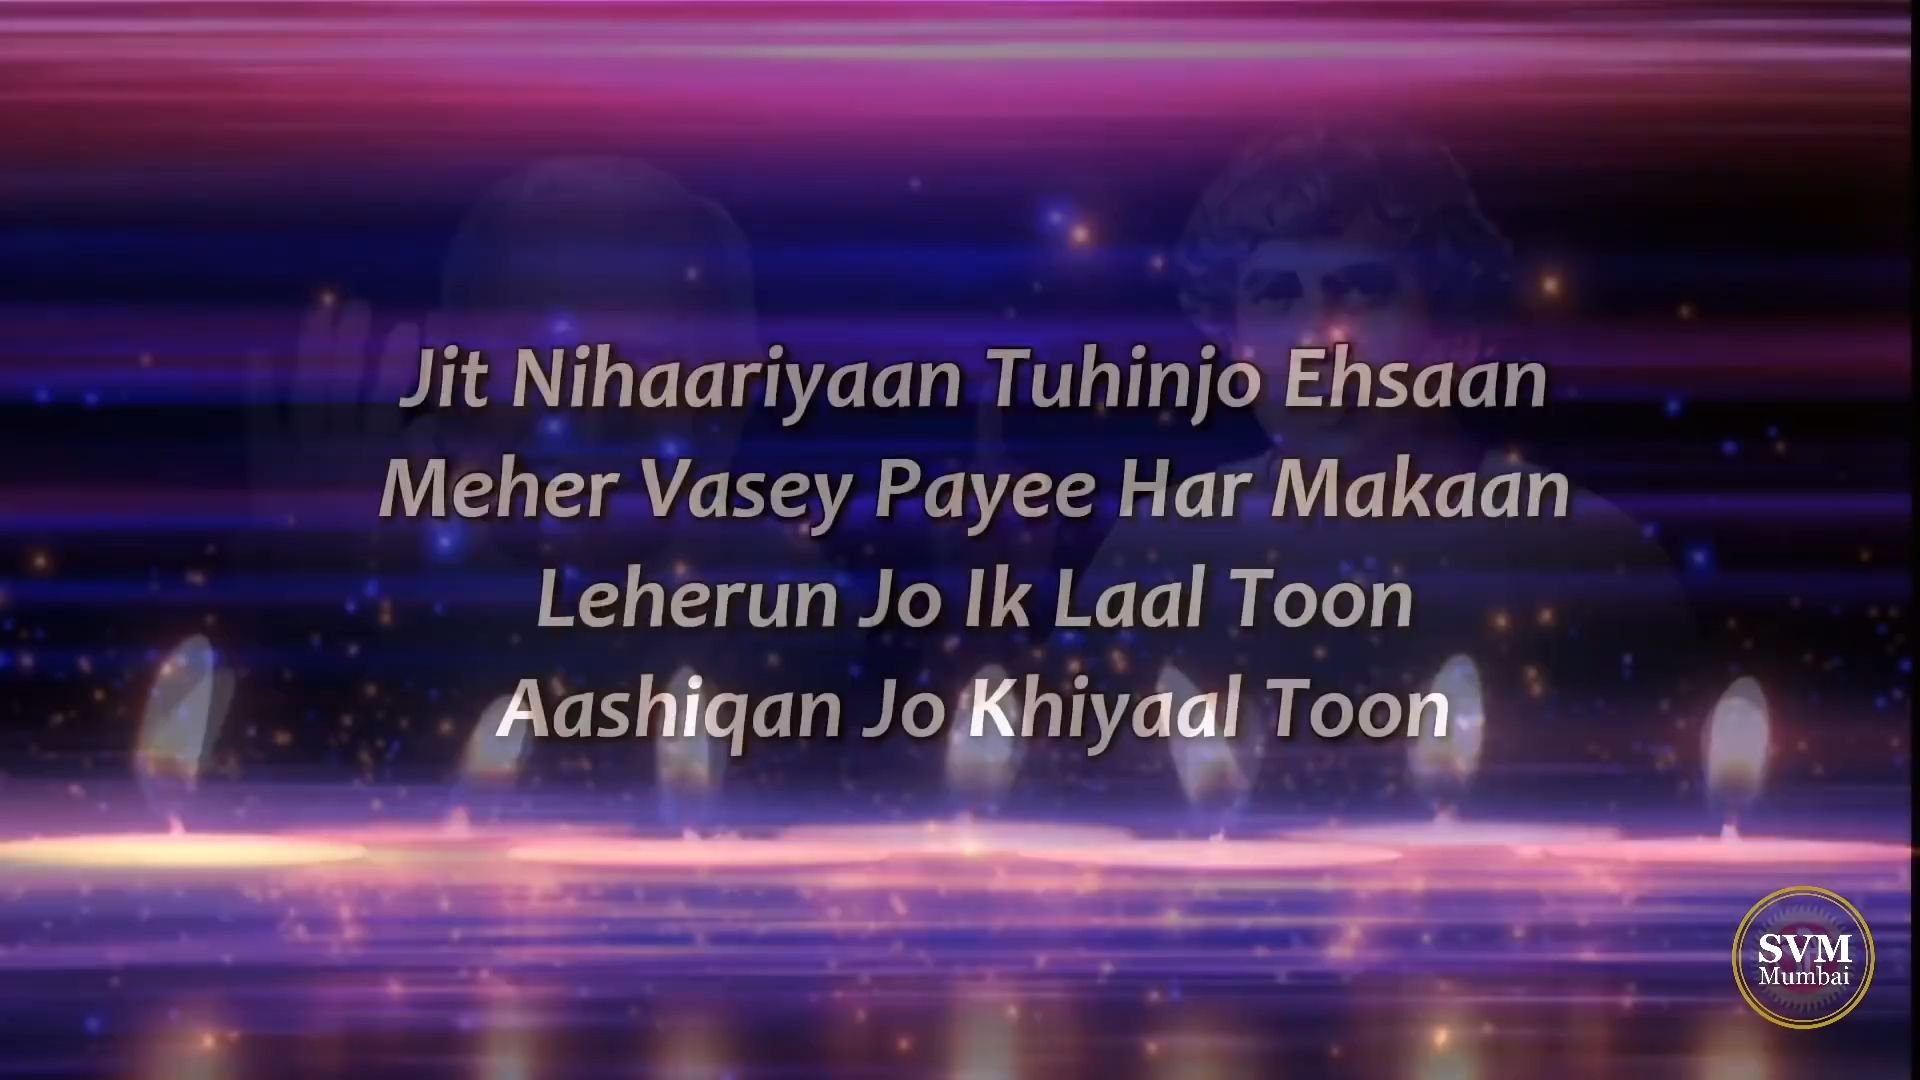 Jit Nihaariyaan Tuhinjo Ehsaan
Meher Vasey Payee Har Makaan
Leherun Jo Ik Laal Toon
Aashiqan Jo Khiyaal Toon
SVM
Mumbai